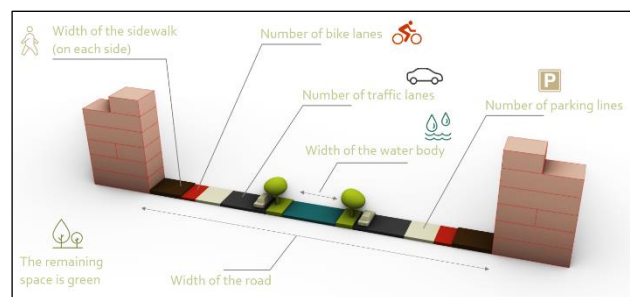 Width of the sidewalk
(on each side)
Number of bike lanes
Number of traffic lanes
P
Number of parking lines
Width of the water body
The remaining
space is green
Width of the road